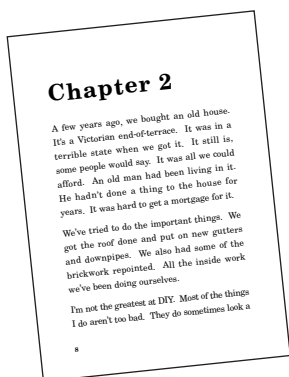 Chapter 2
A few years ago, we bought an old house.
It's a Victorian end-of-terrace. It was in a
terrible state when we got it. It still is,
some people would say. It was all we could
afford. An old man had been living in it.
He hadn't done a thing to the house for
years. It was hard to get a mortgage for it.
We've tried to do the important things. We
got the roof done and put on new gutters
and downpipes. We also had some of the
brickwork repointed. All the inside work
we've been doing ourselves.
I'm not the greatest at DIY. Most of the things
I do aren't too bad. They do sometimes look a
8